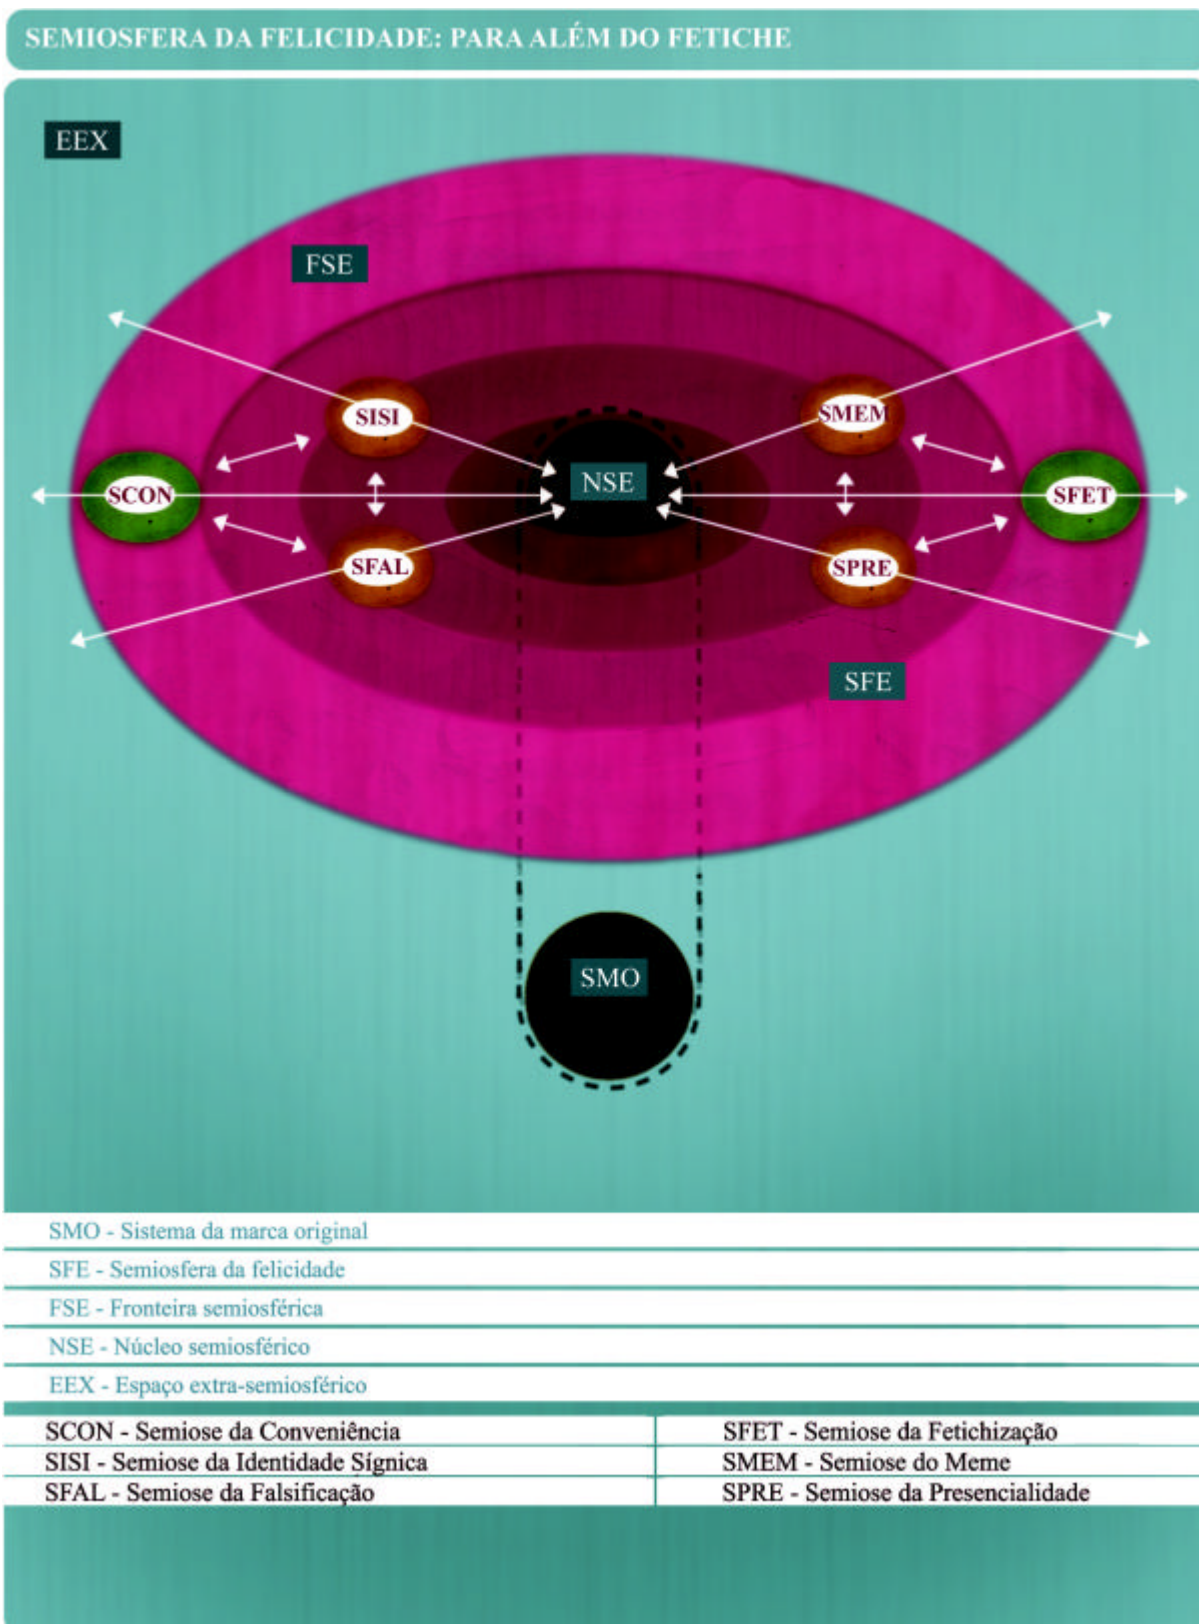 SEMIOSFERA DA FELICIDADE: PARA ALÉM DO FETICHE
EEX
FSE
SISI
SMEM
NSE
SCON
SFET
SFAL
SPRE
SFE
SMO
SMO - Sistema da marca original
SFE - Semiosfera da felicidade
FSE - Fronteira semiosférica
NSE - Núcleo semiosférico
EEX - Espaço extra-semiosférico
SCON - Semiose da Conveniência
SFET - Semiose da Fetichização
SISI - Semiose da Identidade Sígnica
SMEM - Semiose do Meme
SFAL - Semiose da Falsificação
SPRE - Semiose da Presencialidade